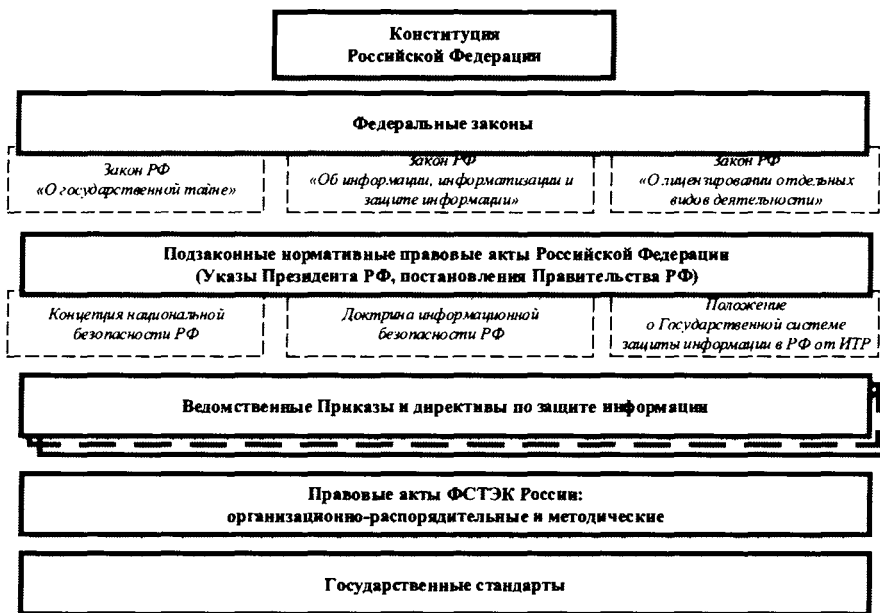 Конституция
Российской Федерации
Федеральные законы
Закон РФ
«О государственной тайне»
Закон РФ
«Об информации, информатизации и
защите информации»
Закон РФ
«О лицензировании отдельных
видов деятельности»
Подзаконные нормативные правовые акты Российской Федерации
(Указы Президента РФ, постановления Правительства РФ)
Концепция национальной
безопасности РФ
Доктрина информационной
безопасности РФ
Положение
о Государственной системе
защиты информации в РФ от ИТР
Ведомственные Приказы и директивы по защите информации
Правовые акты ФСТЭК России:
организационно-распорядительные и методические
Государственные стандарты